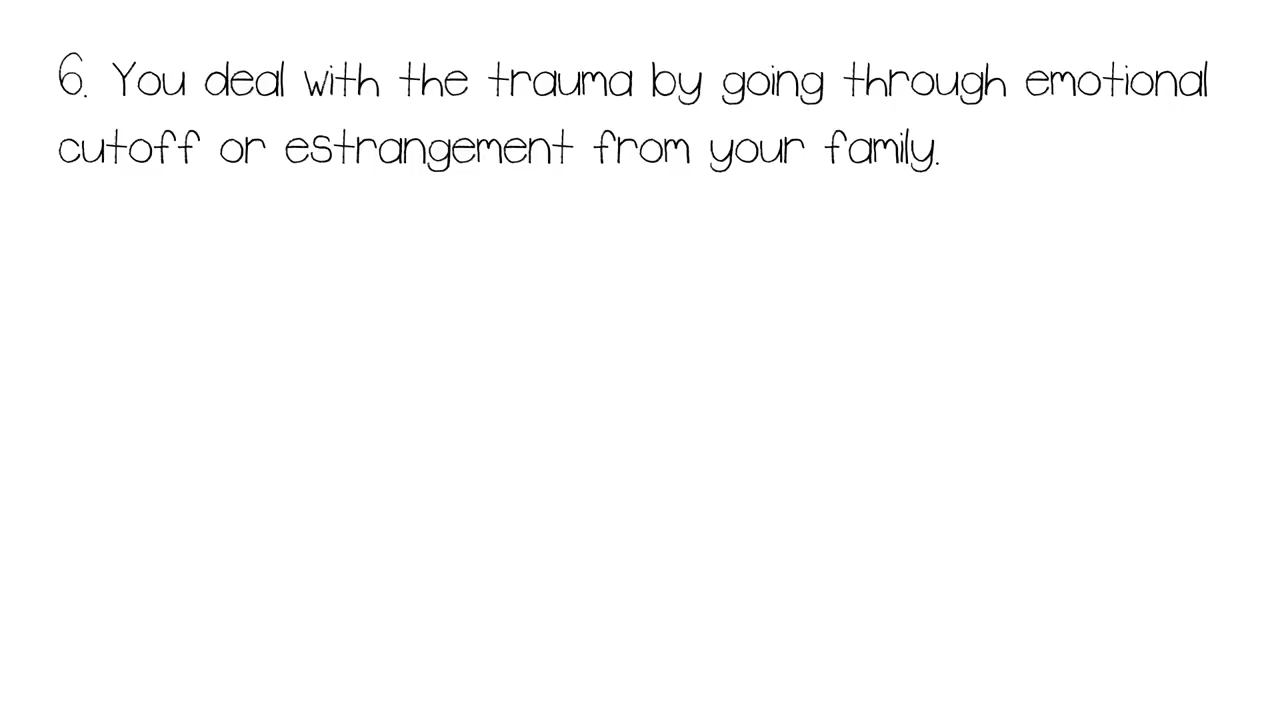 6. You deal with the trauma by going through emotional
cutoff or estrangement from your family.